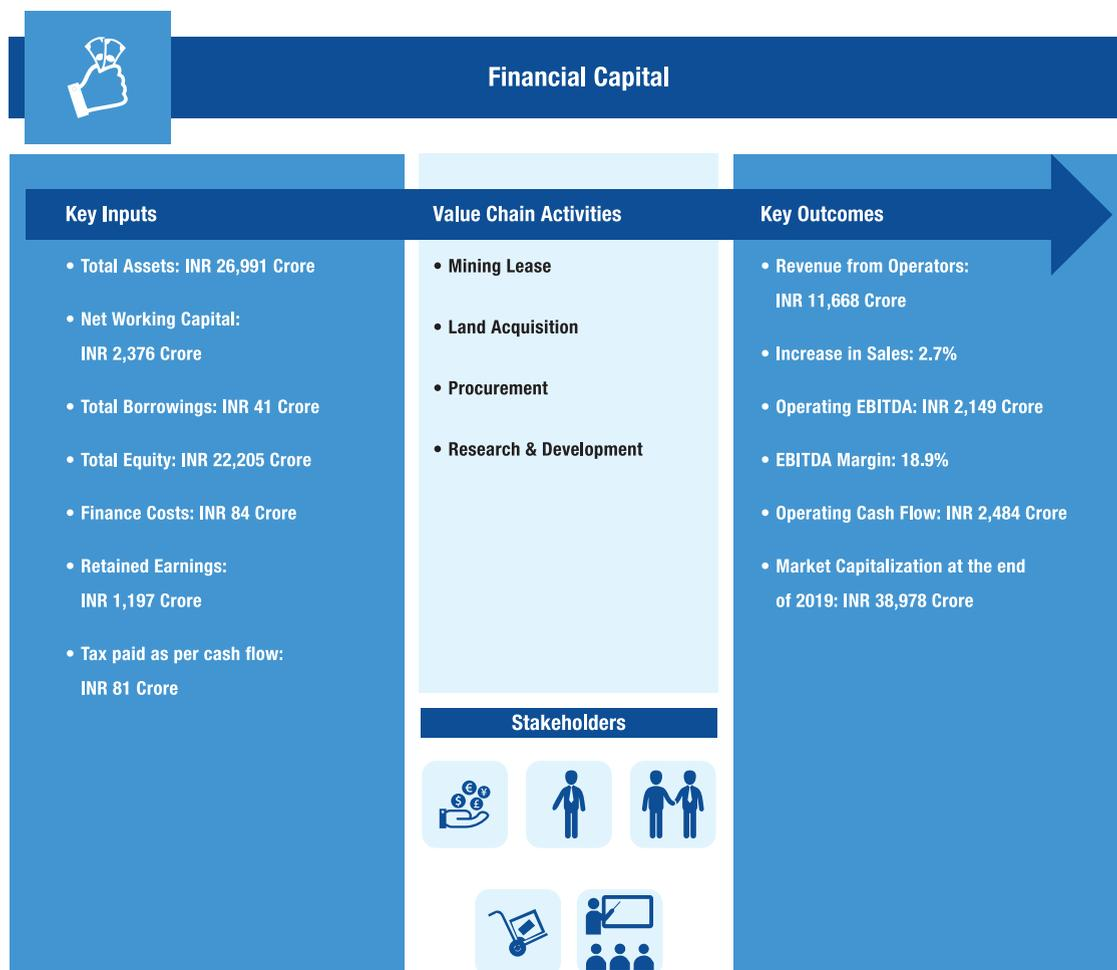 Financial Capital
Key Inputs
• Total Assets: INR 26,991 Crore
• Net Working Capital:
INR 2,376 Crore
• Total Borrowings: INR 41 Crore
• Total Equity: INR 22,205 Crore
• Finance Costs: INR 84 Crore
• Retained Earnings:
INR 1,197 Crore
• Tax paid as per cash flow:
INR 81 Crore
Value Chain Activities
• Mining Lease
• Land Acquisition
• Procurement
• Research & Development
Stakeholders
$ € £ ¥
Key Outcomes
• Revenue from Operators:
INR 11,668 Crore
• Increase in Sales: 2.7%
• Operating EBITDA: INR 2,149 Crore
• EBITDA Margin: 18.9%
• Operating Cash Flow: INR 2,484 Crore
• Market Capitalization at the end
of 2019: INR 38,978 Crore